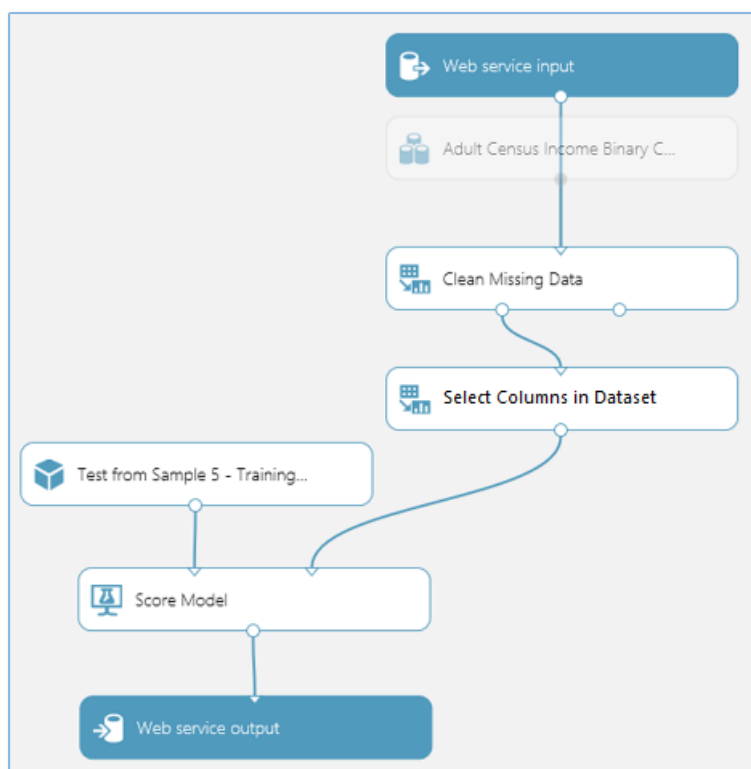 Web service input
Adult Census Income Binary C...
Clean Missing Data
Select Columns in Dataset
Test from Sample 5 - Training...
Score Model
Web service output